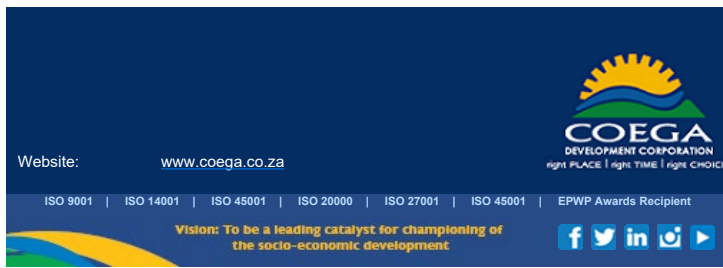 COEGA
DEVELOPMENT CORPORATION
right PLACE | right TIME | right CHOIC
Website: www.coega.co.za
ISO 9001 | ISO 14001 | ISO 45001 | ISO 20000 | ISO 27001 | ISO 45001 | EPWP Awards Recipient
Vision: To be a leading catalyst for championing of
the socio-economic development